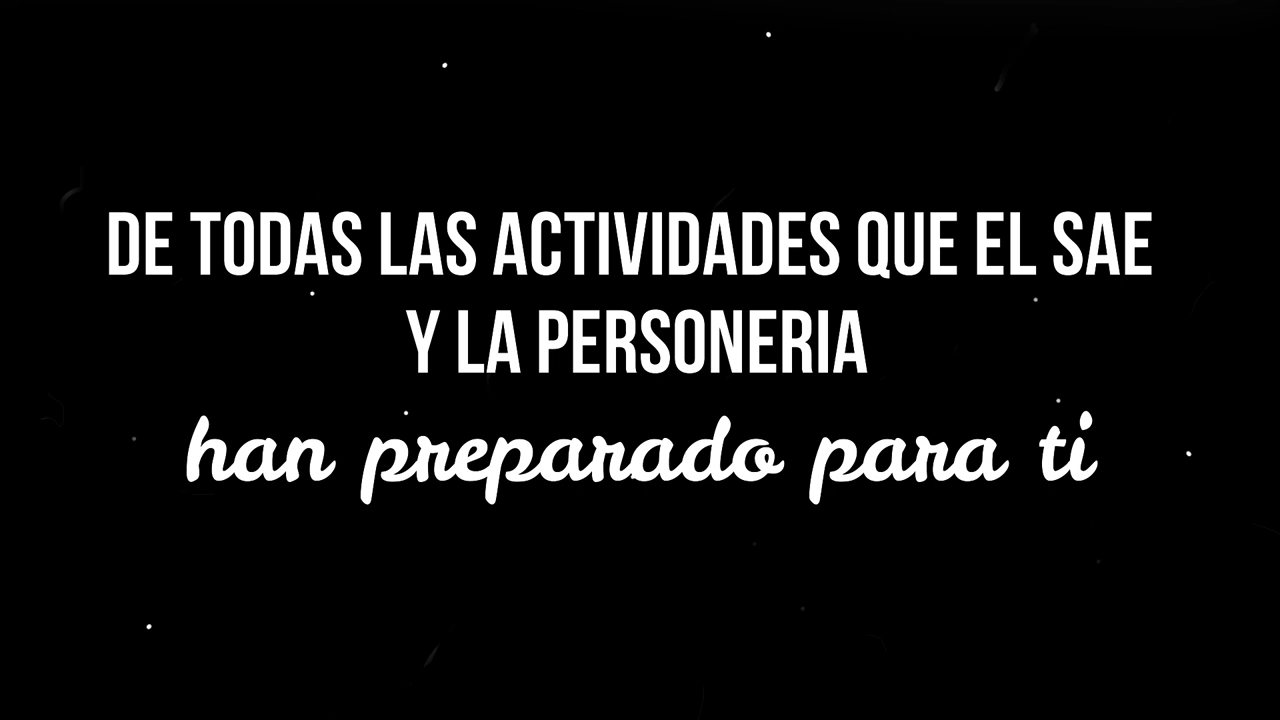 DE TODAS LAS ACTIVIDADES QUE EL SAE
Y LA PERSONERIA
han preparado para ti